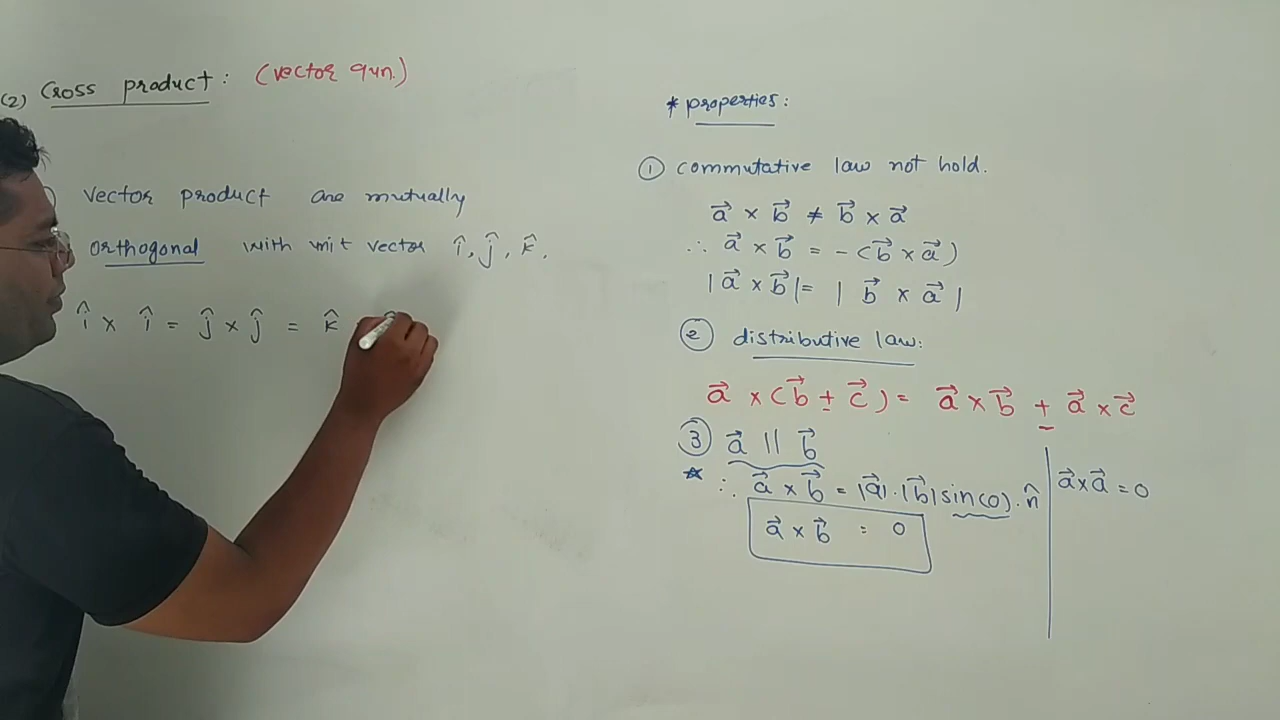 (2) Cross product: (vector qun.)
vector product are mutually
orthogonal with unit vector î, ĵ, k̂.
î × î = ĵ × ĵ = k̂
* properties:
① commutative law not hold.
a⃗ × b⃗ ≠ b⃗ × a⃗
∴ a⃗ × b⃗ = -(b⃗ × a⃗)
|a⃗ × b⃗| = | b⃗ × a⃗ |
② distributive law:
a⃗ × (b⃗ ± c⃗) = a⃗ × b⃗ ± a⃗ × c⃗
③ a⃗ || b⃗
* ∴ a⃗ × b⃗ = |a⃗|.|b⃗| sin(0).n̂
a⃗ × b⃗ = 0
a⃗ × a⃗ = 0